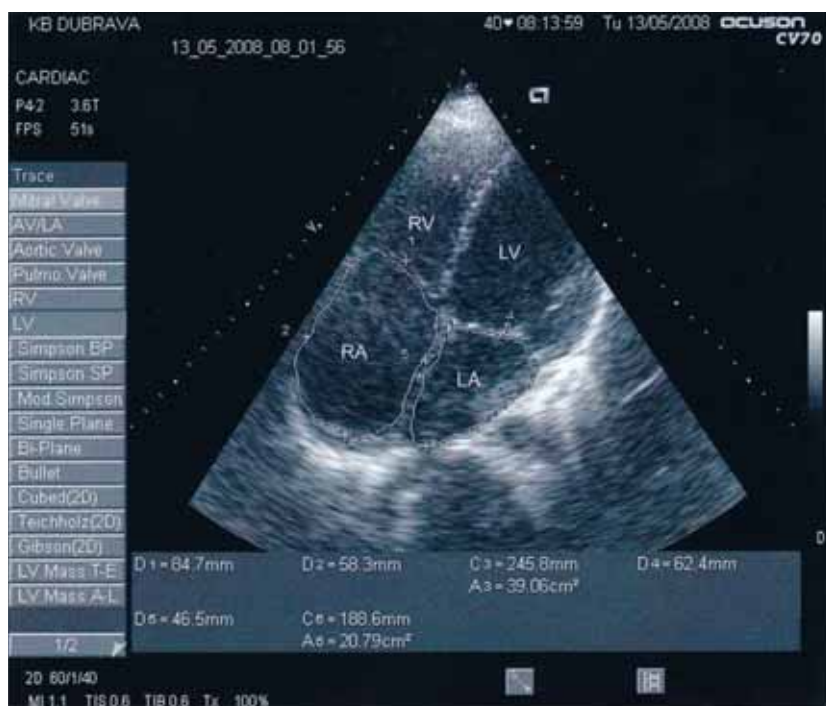 KB DUBRAVA
40♥ 08:13:59 Tu 13/05/2008 acuson
CV70
13_05_2008_08_01_56
CARDIAC
P4-2 3.6T
FPS 51s
Trace
Mitral Valve
AV/LA
Aortic Valve
Pulmo Valve
RV
LV
Simpson BP
Simpson SP
Mod Simpson
Single Plane
Bi-Plane
Bullet
Cubed(2D)
Teichholz(2D)
Gibson(2D)
LV Mass T-E
LV Mass A-L
1/2
RV
1
LV
V
2
4
RA
5
LA
D
D1=84.7mm D2=58.3mm C3=245.8mm D4=62.4mm
A3=39.06cm²
D5=46.5mm C6=188.6mm
A6=20.79cm²
2D 60/1/40
MI 1.1 TIS 0.6 TIB 0.6 Tx 100%